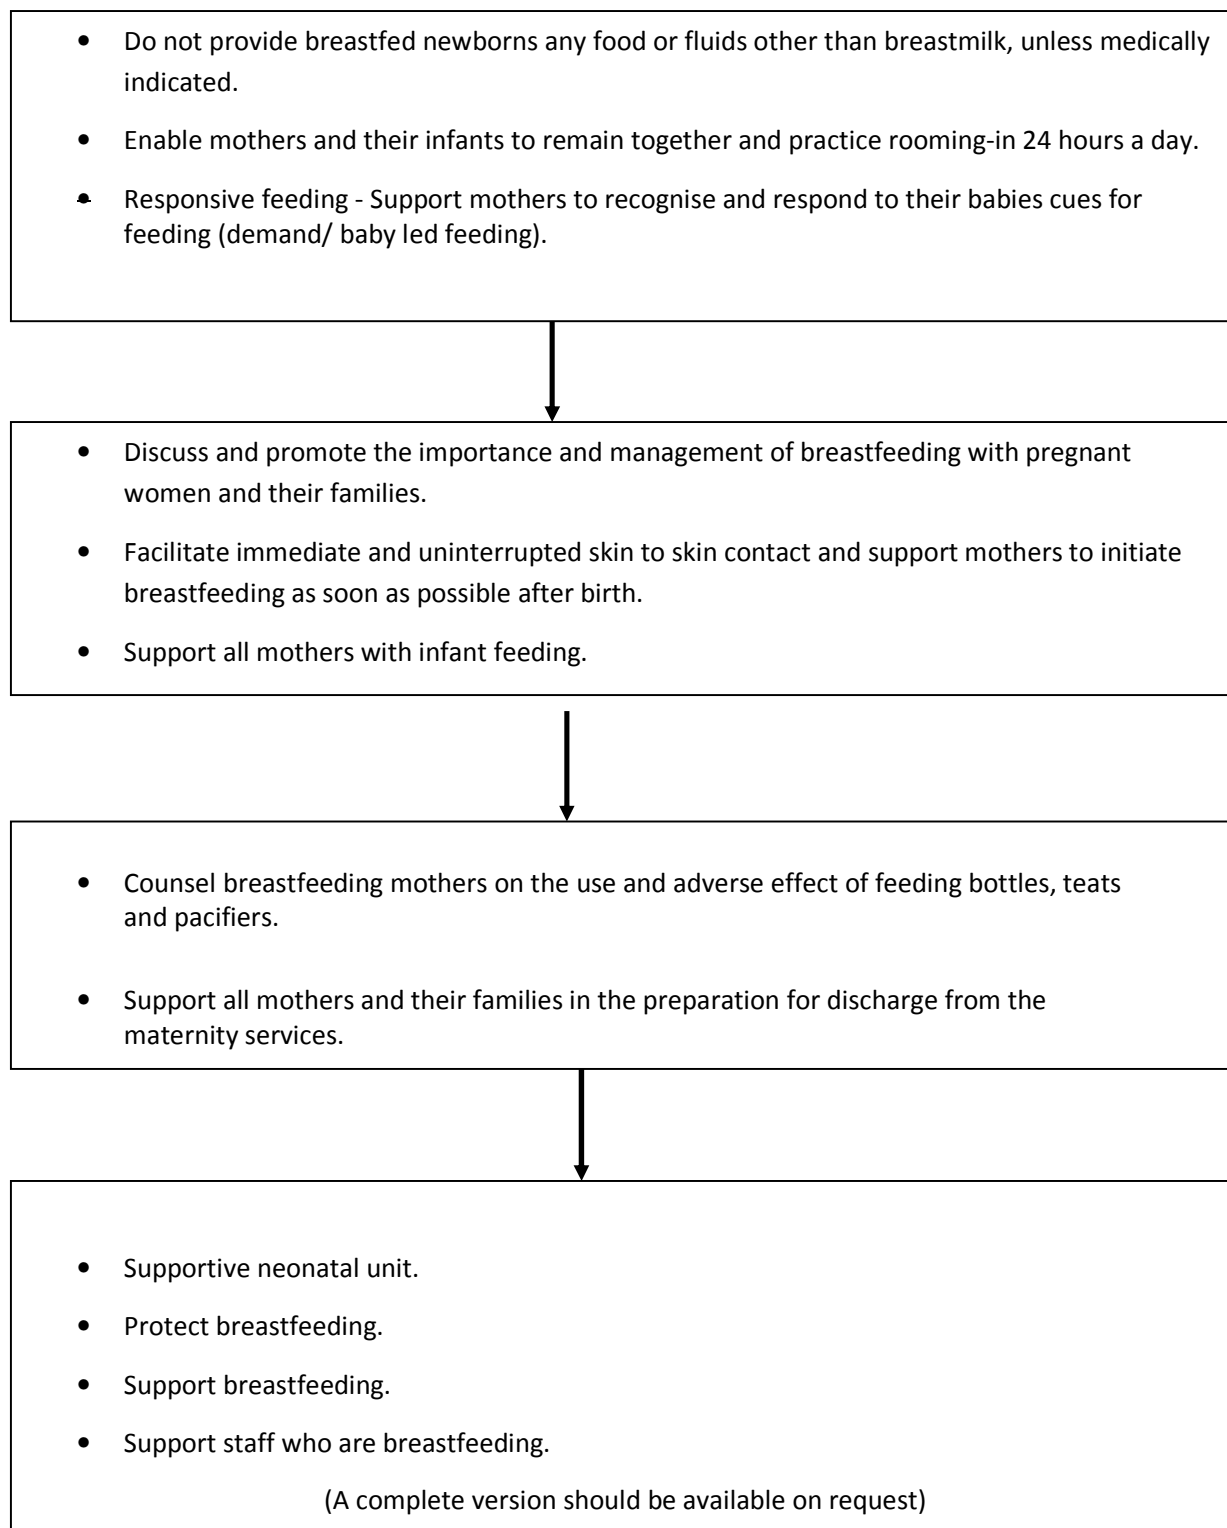 • Do not provide breastfed newborns any food or fluids other than breastmilk, unless medically
indicated.
• Enable mothers and their infants to remain together and practice rooming-in 24 hours a day.
• Responsive feeding - Support mothers to recognise and respond to their babies cues for
feeding (demand/ baby led feeding).
• Discuss and promote the importance and management of breastfeeding with pregnant
women and their families.
• Facilitate immediate and uninterrupted skin to skin contact and support mothers to initiate
breastfeeding as soon as possible after birth.
• Support all mothers with infant feeding.
• Counsel breastfeeding mothers on the use and adverse effect of feeding bottles, teats
and pacifiers.
• Support all mothers and their families in the preparation for discharge from the
maternity services.
• Supportive neonatal unit.
• Protect breastfeeding.
• Support breastfeeding.
• Support staff who are breastfeeding.
(A complete version should be available on request)